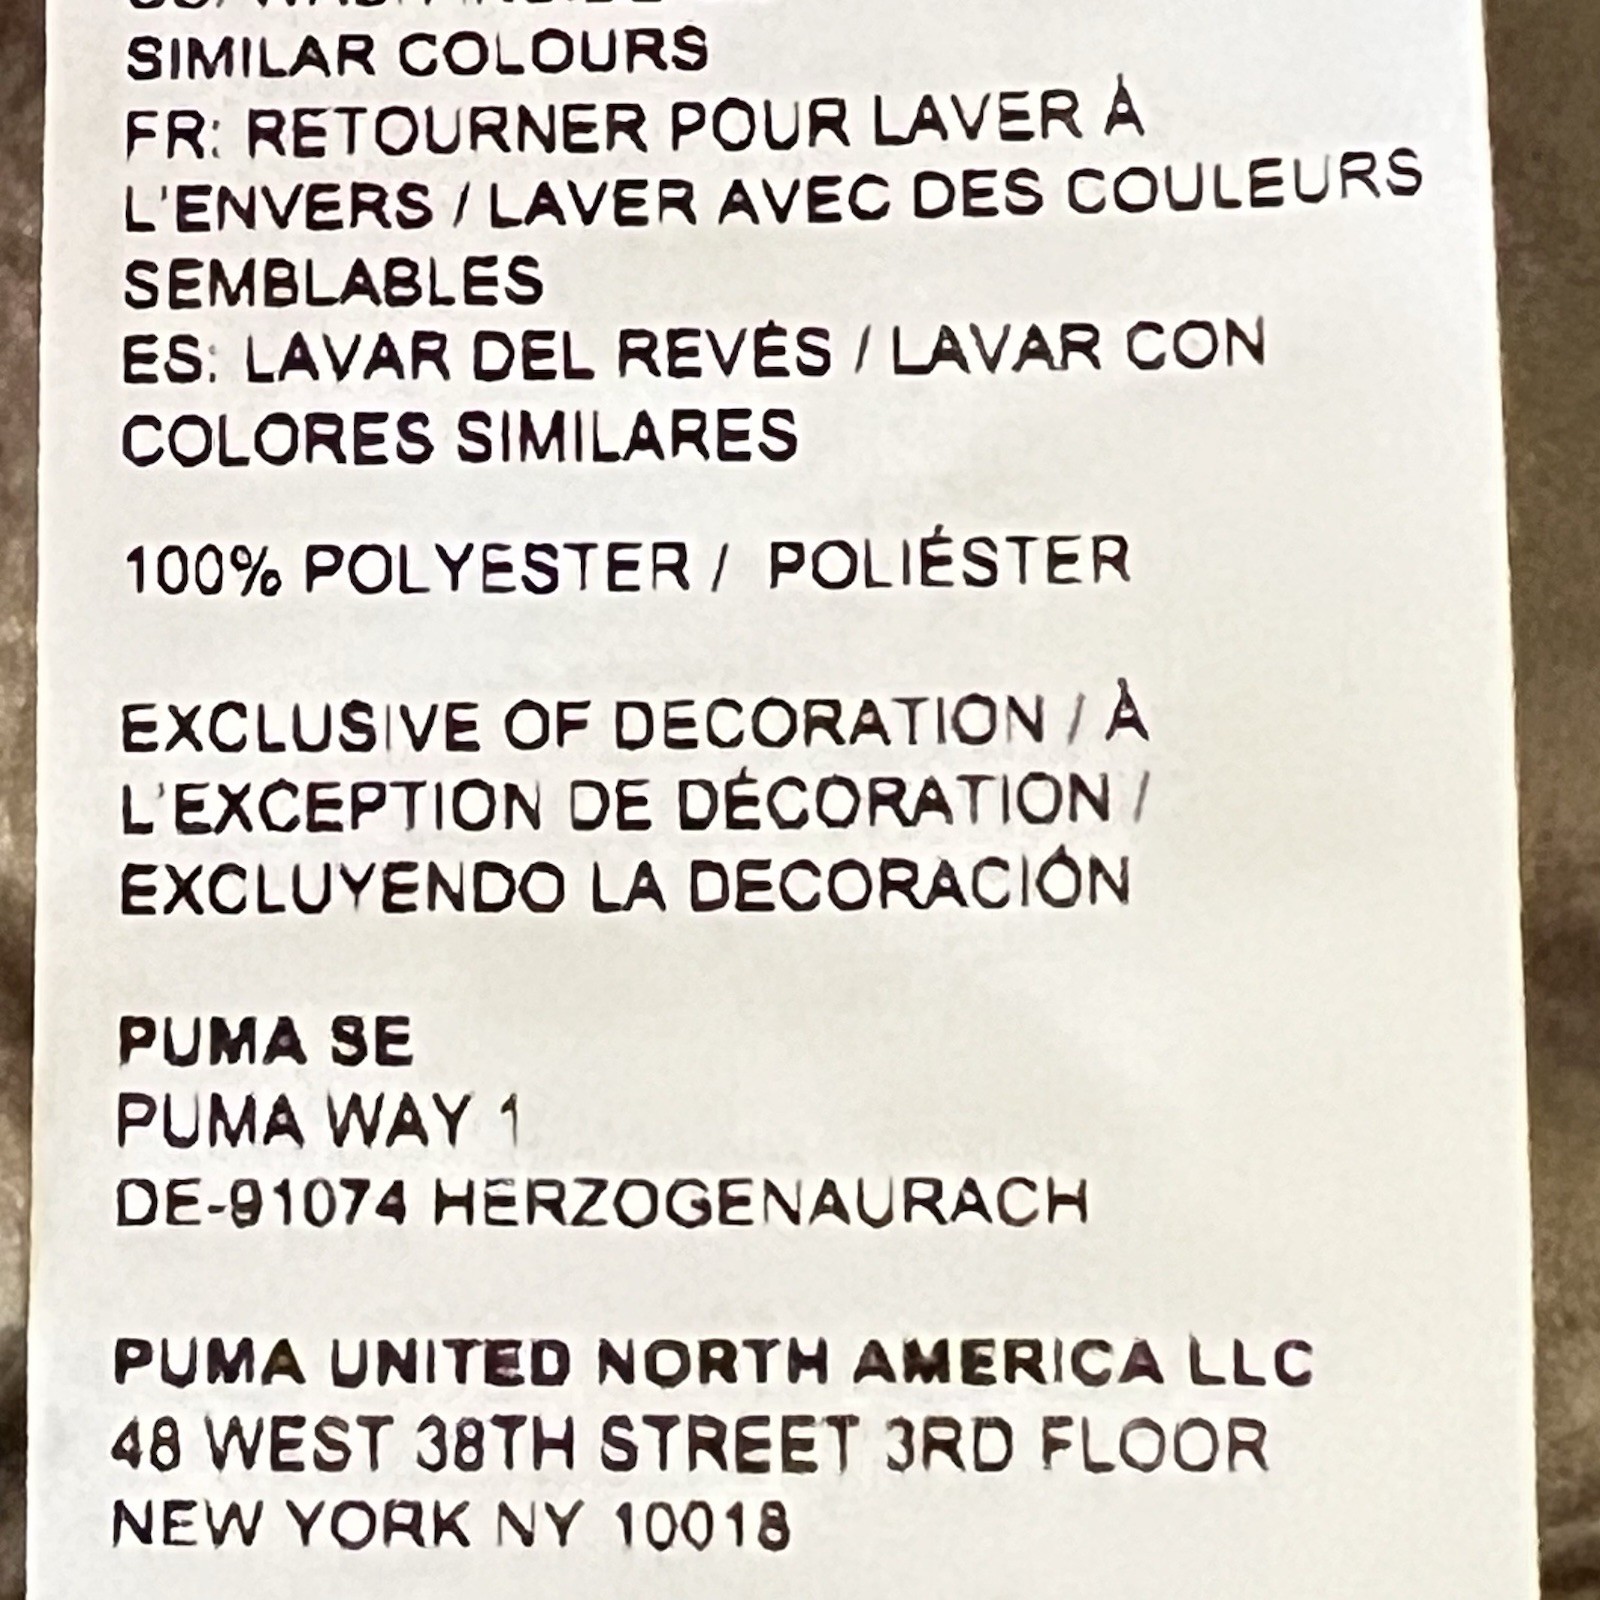 SIMILAR COLOURS
FR: RETOURNER POUR LAVER À
L'ENVERS / LAVER AVEC DES COULEURS
SEMBLABLES
ES: LAVAR DEL REVÉS / LAVAR CON
COLORES SIMILARES
100% POLYESTER / POLIÉSTER
EXCLUSIVE OF DECORATION / À
L'EXCEPTION DE DÉCORATION /
EXCLUYENDO LA DECORACIÓN
PUMA SE
PUMA WAY 1
DE-91074 HERZOGENAURACH
PUMA UNITED NORTH AMERICA LLC
48 WEST 38TH STREET 3RD FLOOR
NEW YORK NY 10018